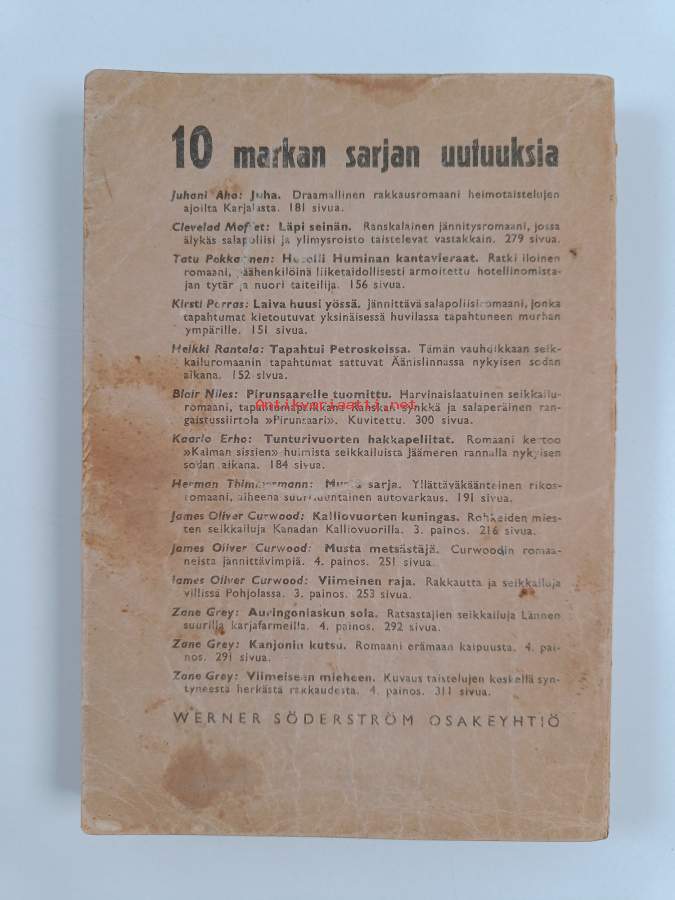 10 markan sarjan uutuuksia
Juhani Aho: Juha. Draamallinen rakkausromaani heimotaistelujen
ajoilta Karjalasta. 181 sivua.
Clevelad Moffet: Läpi seinän. Ranskalainen jännitysromaani, jossa
älykäs salapoliisi ja ylimysroisto taistelevat vastakkain. 279 sivua.
Tatu Pekkarinen: Hotelli Huminan kantavieraat. Ratki iloinen
romaani, päähenkilöinä liiketaidollisesti armoitettu hotellinomista-
jan tytär ja nuori taiteilija. 156 sivua.
Kirsti Porras: Laiva huusi yössä. Jännittävä salapoliisiromaani, jonka
tapahtumat kietoutuvat yksinäisessä huvilassa tapahtuneen murhan
ympärille. 151 sivua.
Heikki Rantala: Tapahtui Petroskoissa. Tämän vauhdikkaan seik-
kailuromaanin tapahtumat sattuvat Äänislinnassa nykyisen sodan
aikana. 152 sivua.
Blair Niles: Pirunsaarelle tuomittu. Harvinaislaatuinen seikkailu-
romaani, tapahtumapaikkana Ranskan synkkä ja salaperäinen ran-
gaistussiirtola »Pirunsaari». Kuvitettu. 300 sivua.
Antikvariaatti.net
Kaarlo Erho: Tunturivuorten hakkapeliitat. Romaani kertoo
»Kalman sissien» huimista seikkailuista Jäämeren rannalla nykyisen
sodan aikana. 184 sivua.
Herman Thimmermann: Musta sarja. Yllättäväkäänteinen rikos-
romaani, aiheena suurisuuntainen autovarkaus. 191 sivua.
James Oliver Curwood: Kalliovuorten kuningas. Rohkeiden mies-
ten seikkailuja Kanadan Kalliovuorilla. 3. painos. 216 sivua.
James Oliver Curwood: Musta metsästäjä. Curwoodin romaa-
neista jännittävimpiä. 4. painos. 251 sivua.
James Oliver Curwood: Viimeinen raja. Rakkautta ja seikkailuja
villissä Pohjolassa. 3. painos. 253 sivua.
Zane Grey: Auringonlaskun sola. Ratsastajien seikkailuja Lännen
suurilla karjafarmeilla. 4. painos. 292 sivua.
Zane Grey: Kanjonin kutsu. Romaani erämaan kaipuusta. 4. pai-
nos. 291 sivua.
Zane Grey: Viimeiseen mieheen. Kuvaus taistelujen keskellä syn-
tyneestä herkästä rakkaudesta. 4. painos. 311 sivua.
WERNER SÖDERSTRÖM OSAKEYHTIÖ